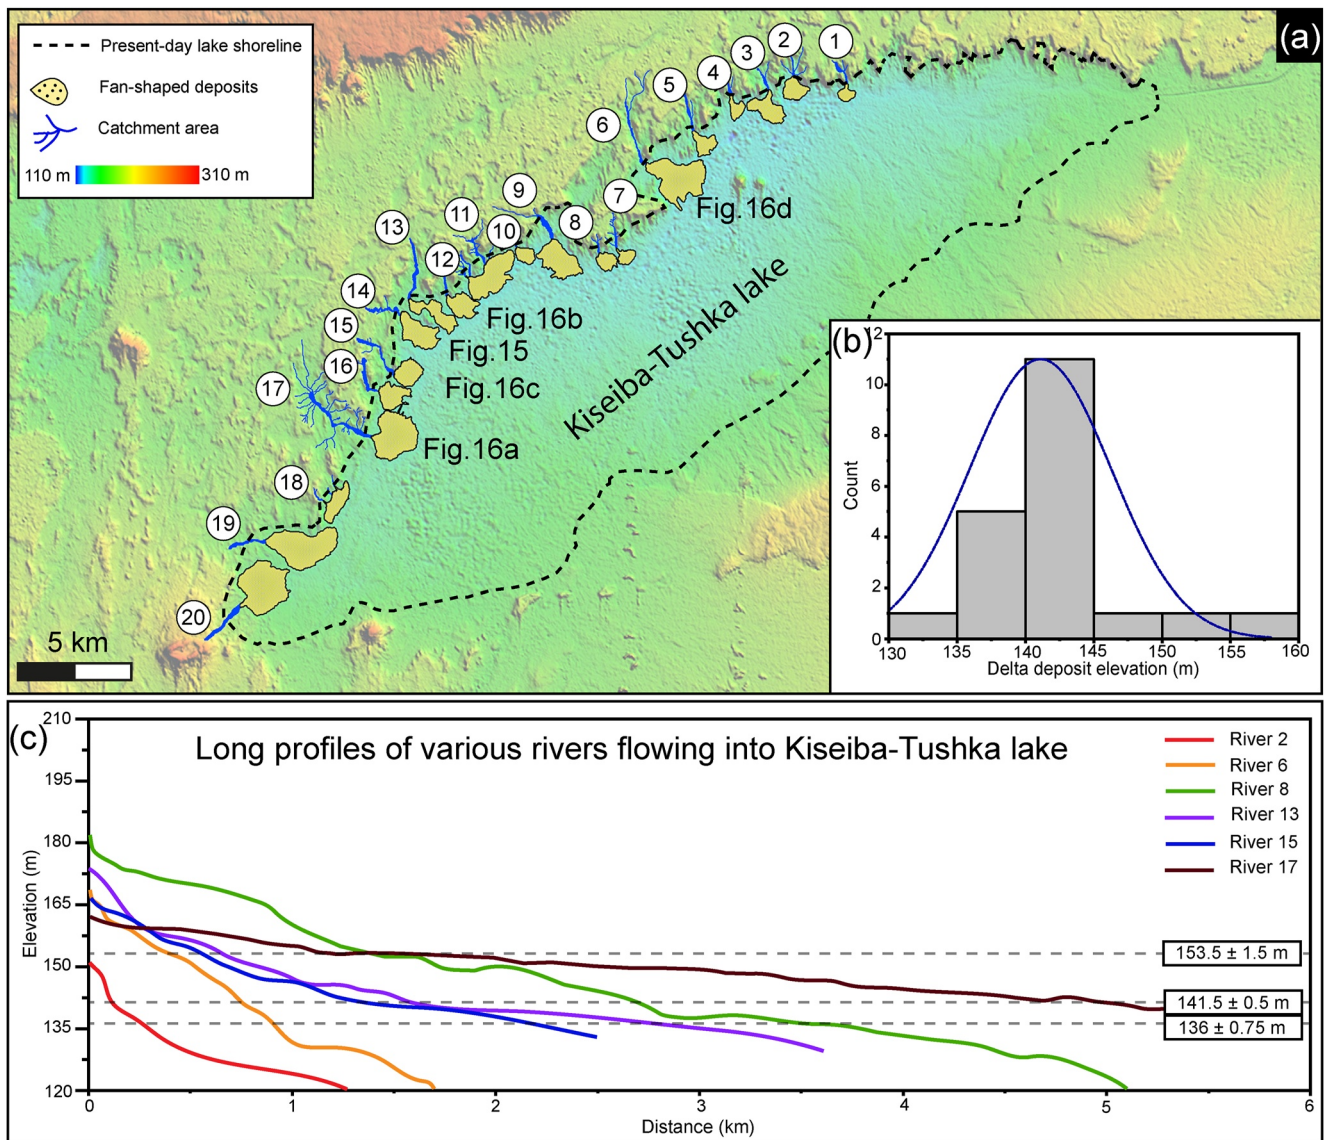 (a)
Present-day lake shoreline
Fan-shaped deposits
Catchment area
110 m 310 m
1
2
3
4
5
6
7
8
9
10
11
12
13
14
15
16
17
18
19
20
Fig.16d
Fig.16b
Fig.15
Fig.16c
Fig.16a
Kiseiba-Tushka lake
5 km
(b)
12
10
8
6
4
2
0
Count
130 135 140 145 150 155 160
Delta deposit elevation (m)
(c)
Long profiles of various rivers flowing into Kiseiba-Tushka lake
River 2
River 6
River 8
River 13
River 15
River 17
210
195
180
165
150
135
120
Elevation (m)
153.5 ± 1.5 m
141.5 ± 0.5 m
136 ± 0.75 m
0 1 2 3 4 5 6
Distance (km)